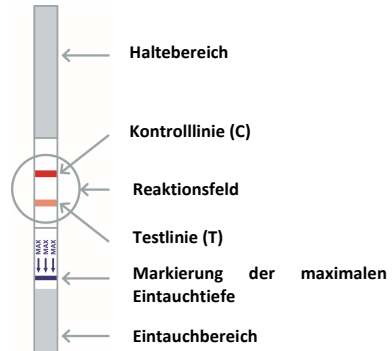 Haltebereich
Kontrolllinie (C)
Reaktionsfeld
Testlinie (T)
MAX MAX MAX
Markierung der maximalen
Eintauchtiefe
Eintauchbereich